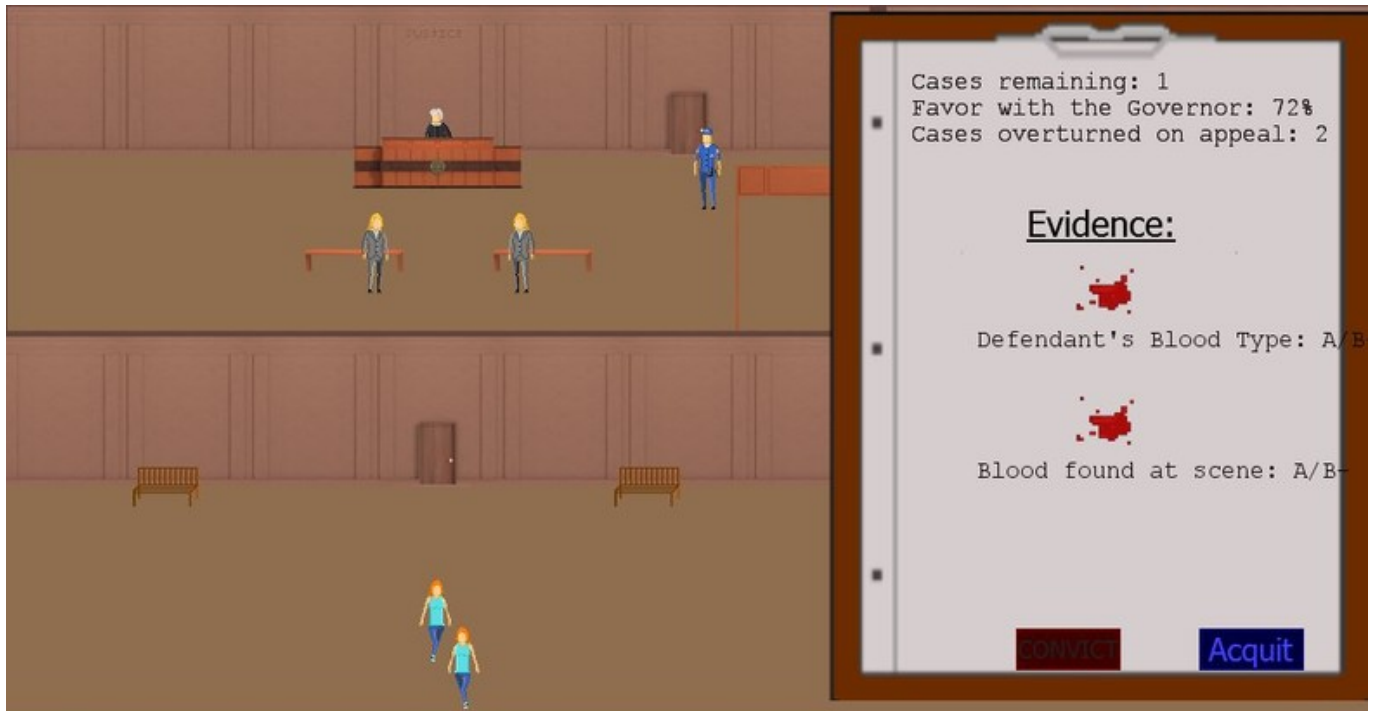 JUSTICE
Cases remaining: 1
Favor with the Governor: 72%
Cases overturned on appeal: 2
Evidence:
Defendant's Blood Type: A/B-
Blood found at scene: A/B-
CONVICT
Acquit